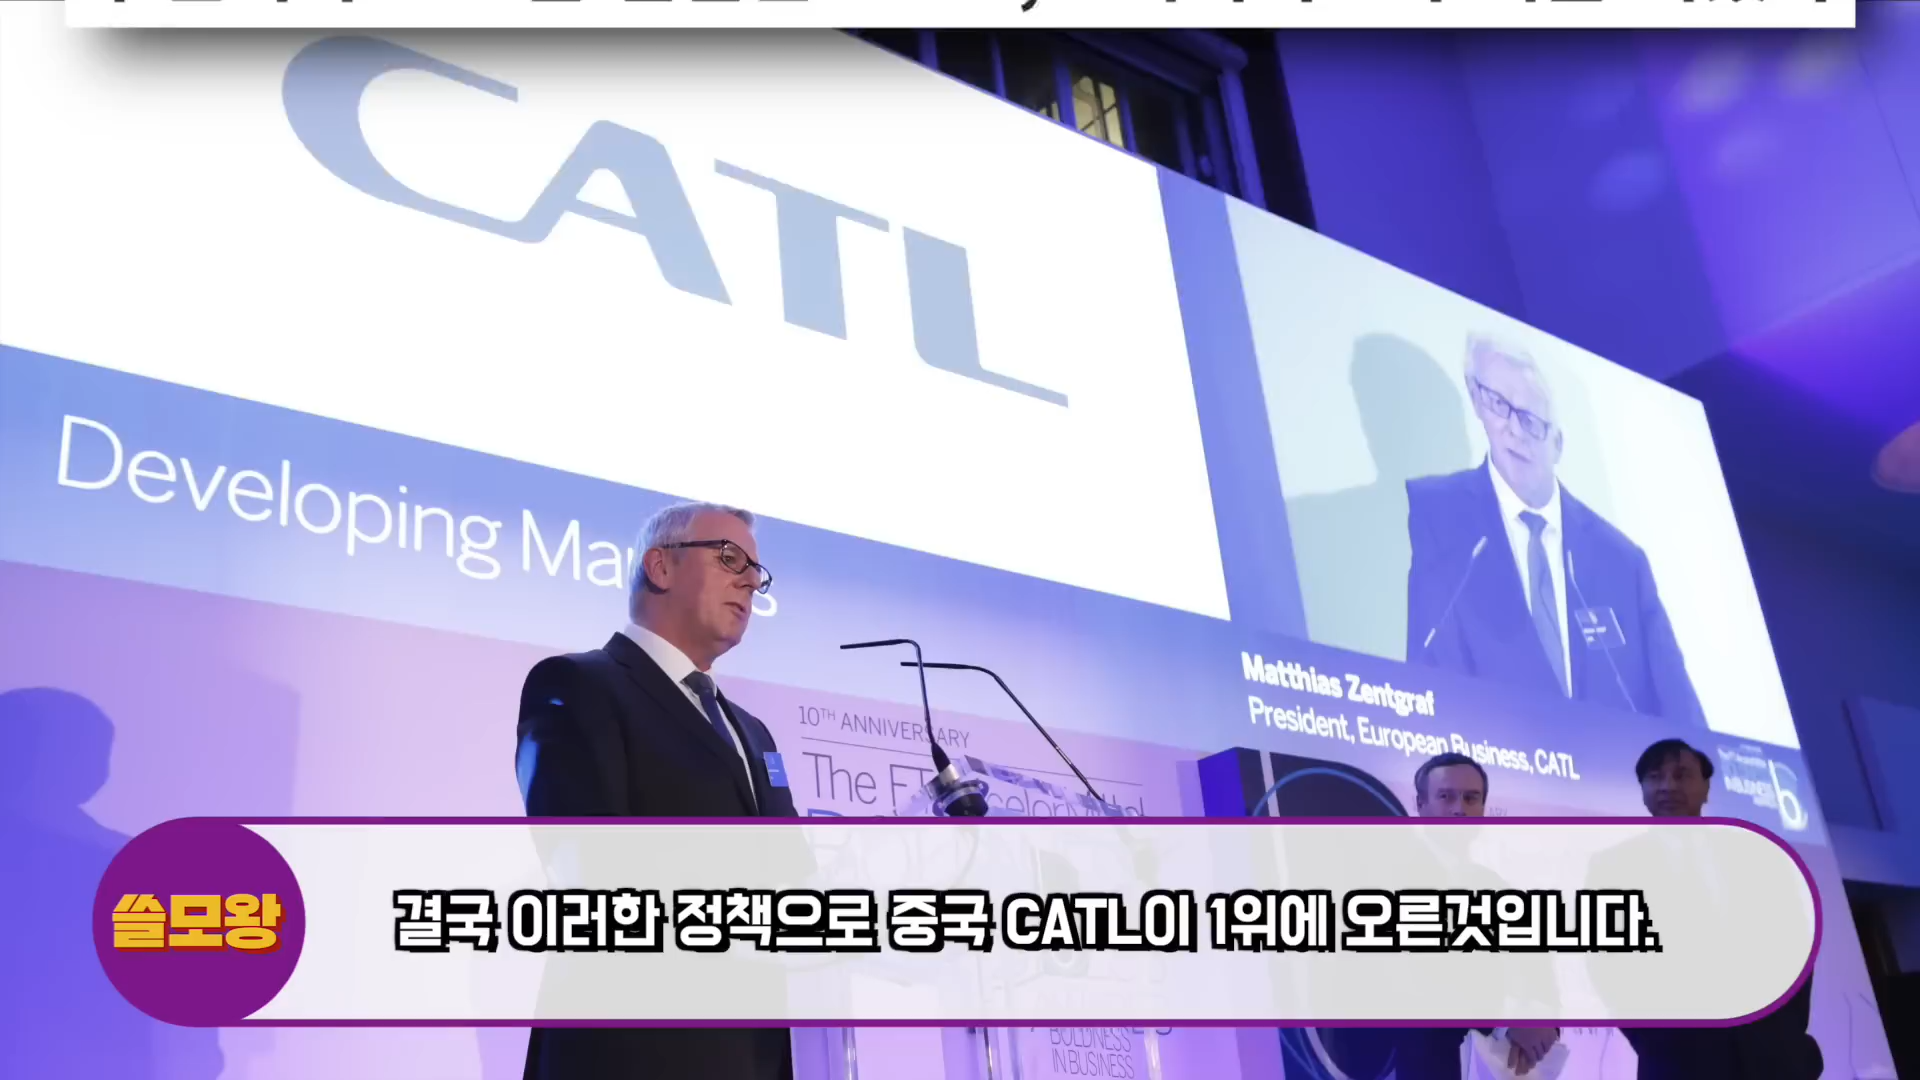 CATL
Developing
Matthias Zentgraf
President, European Business, CATL
10TH ANNIVERSARY
The
쓸모왕
결국 이러한 정책으로 중국 CATL이 1위에 오른것입니다.
BOLDNESS
IN BUSINESS